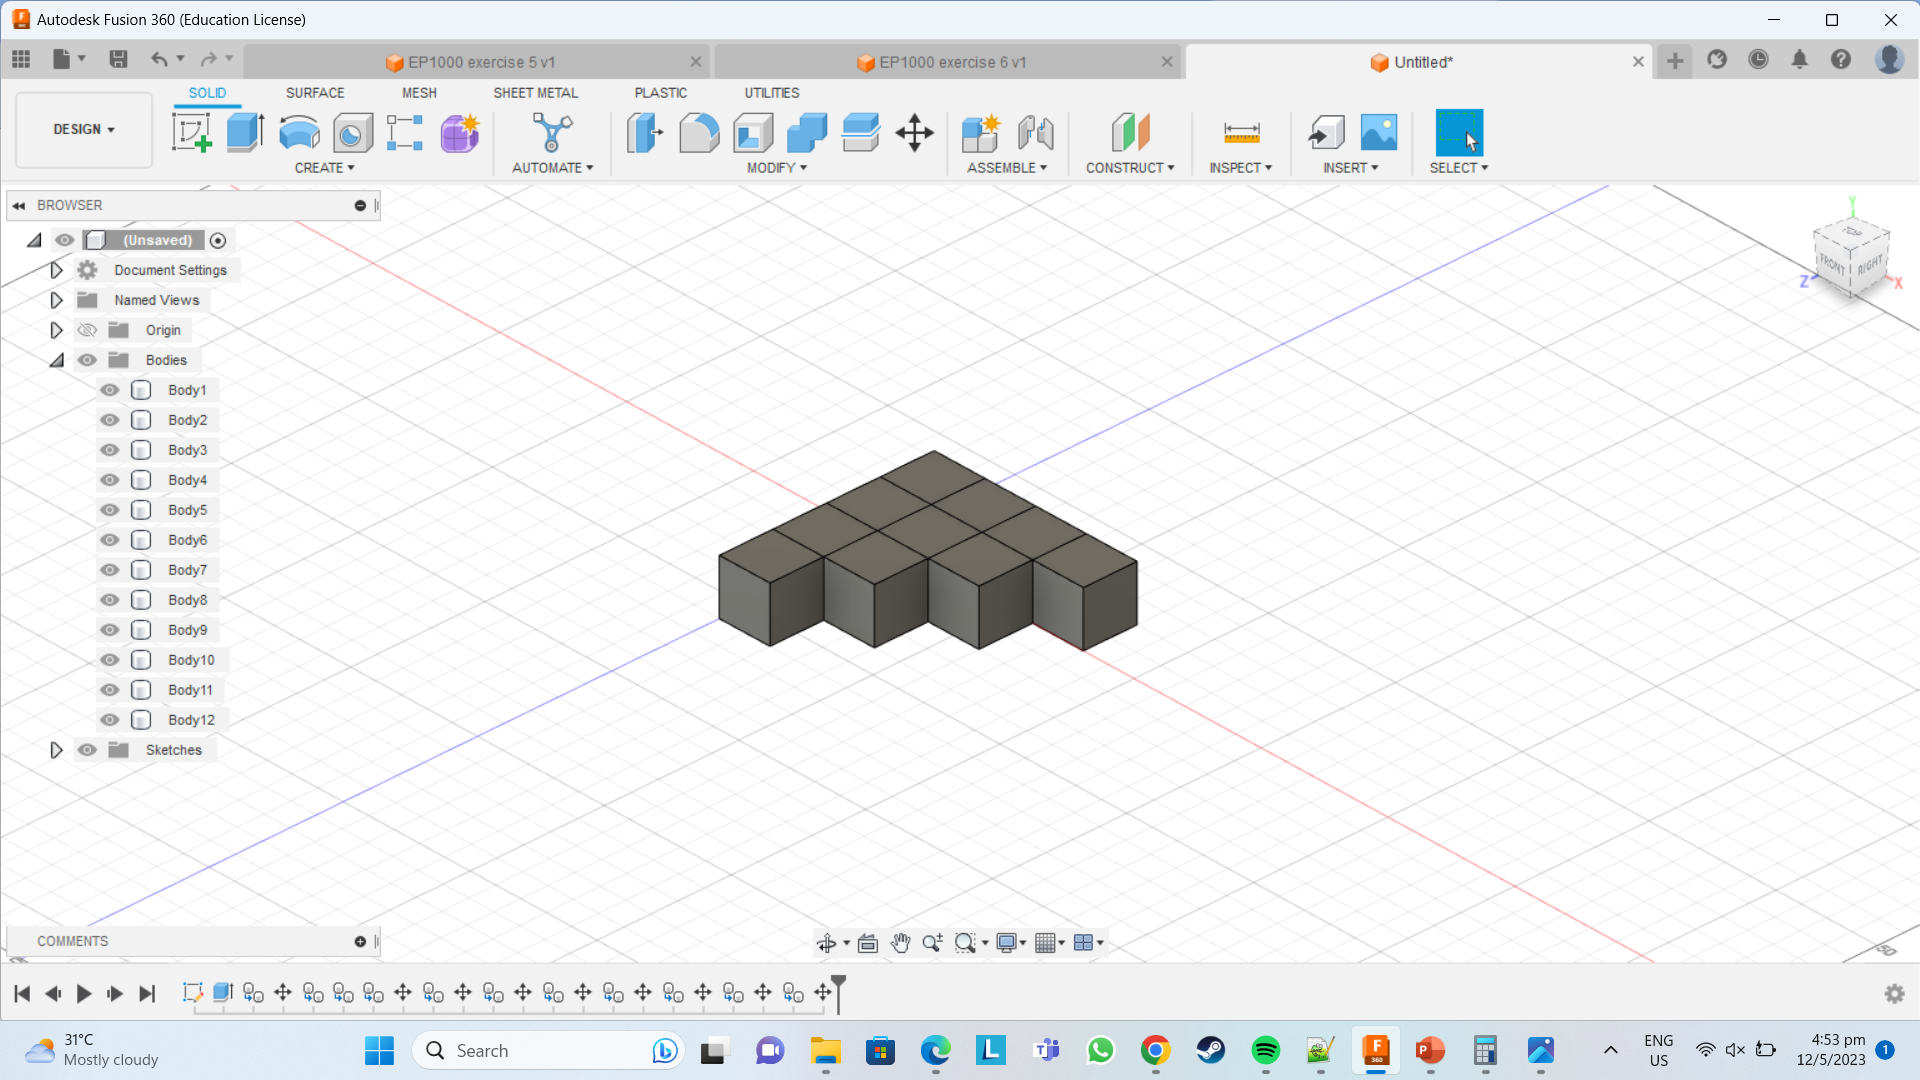 Autodesk Fusion 360 (Education License)
EP1000 exercise 5 v1
EP1000 exercise 6 v1
Untitled*
DESIGN
SOLID
SURFACE
MESH
SHEET METAL
PLASTIC
UTILITIES
CREATE
AUTOMATE
MODIFY
ASSEMBLE
CONSTRUCT
INSPECT
INSERT
SELECT
BROWSER
(Unsaved)
Document Settings
Named Views
Origin
Bodies
Body1
Body2
Body3
Body4
Body5
Body6
Body7
Body8
Body9
Body10
Body11
Body12
Sketches
Y
TOP
FRONT
RIGHT
Z
X
50
COMMENTS
31°C
Mostly cloudy
Search
ENG
US
4:53 pm
12/5/2023
1